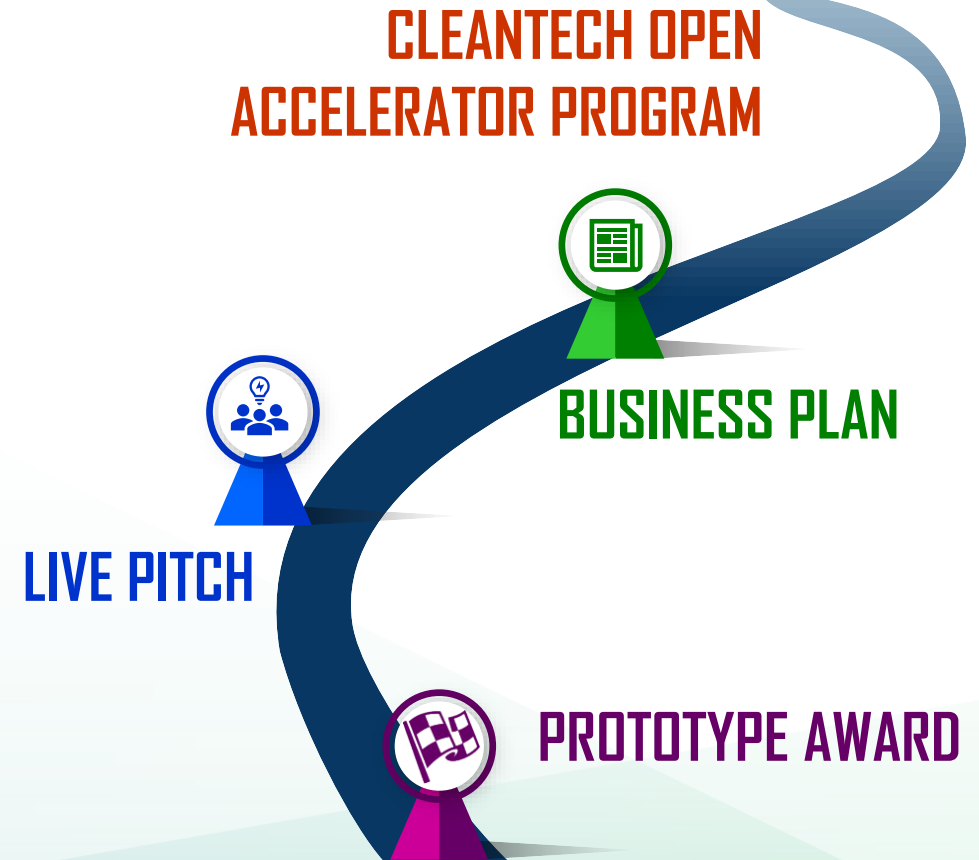 CLEANTECH OPEN
ACCELERATOR PROGRAM
BUSINESS PLAN
LIVE PITCH
PROTOTYPE AWARD